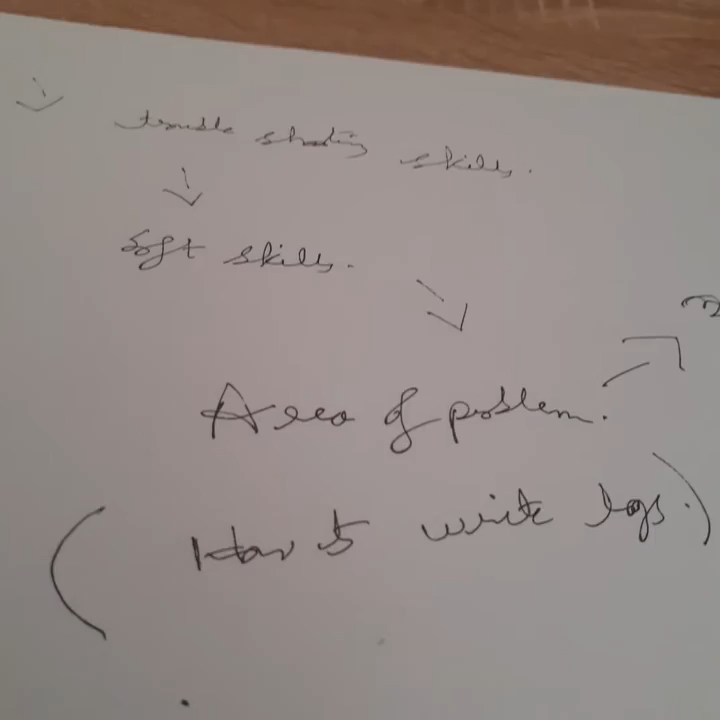 trouble shooting skills.
Soft skills.
Area of problem.
(How to write logs.)